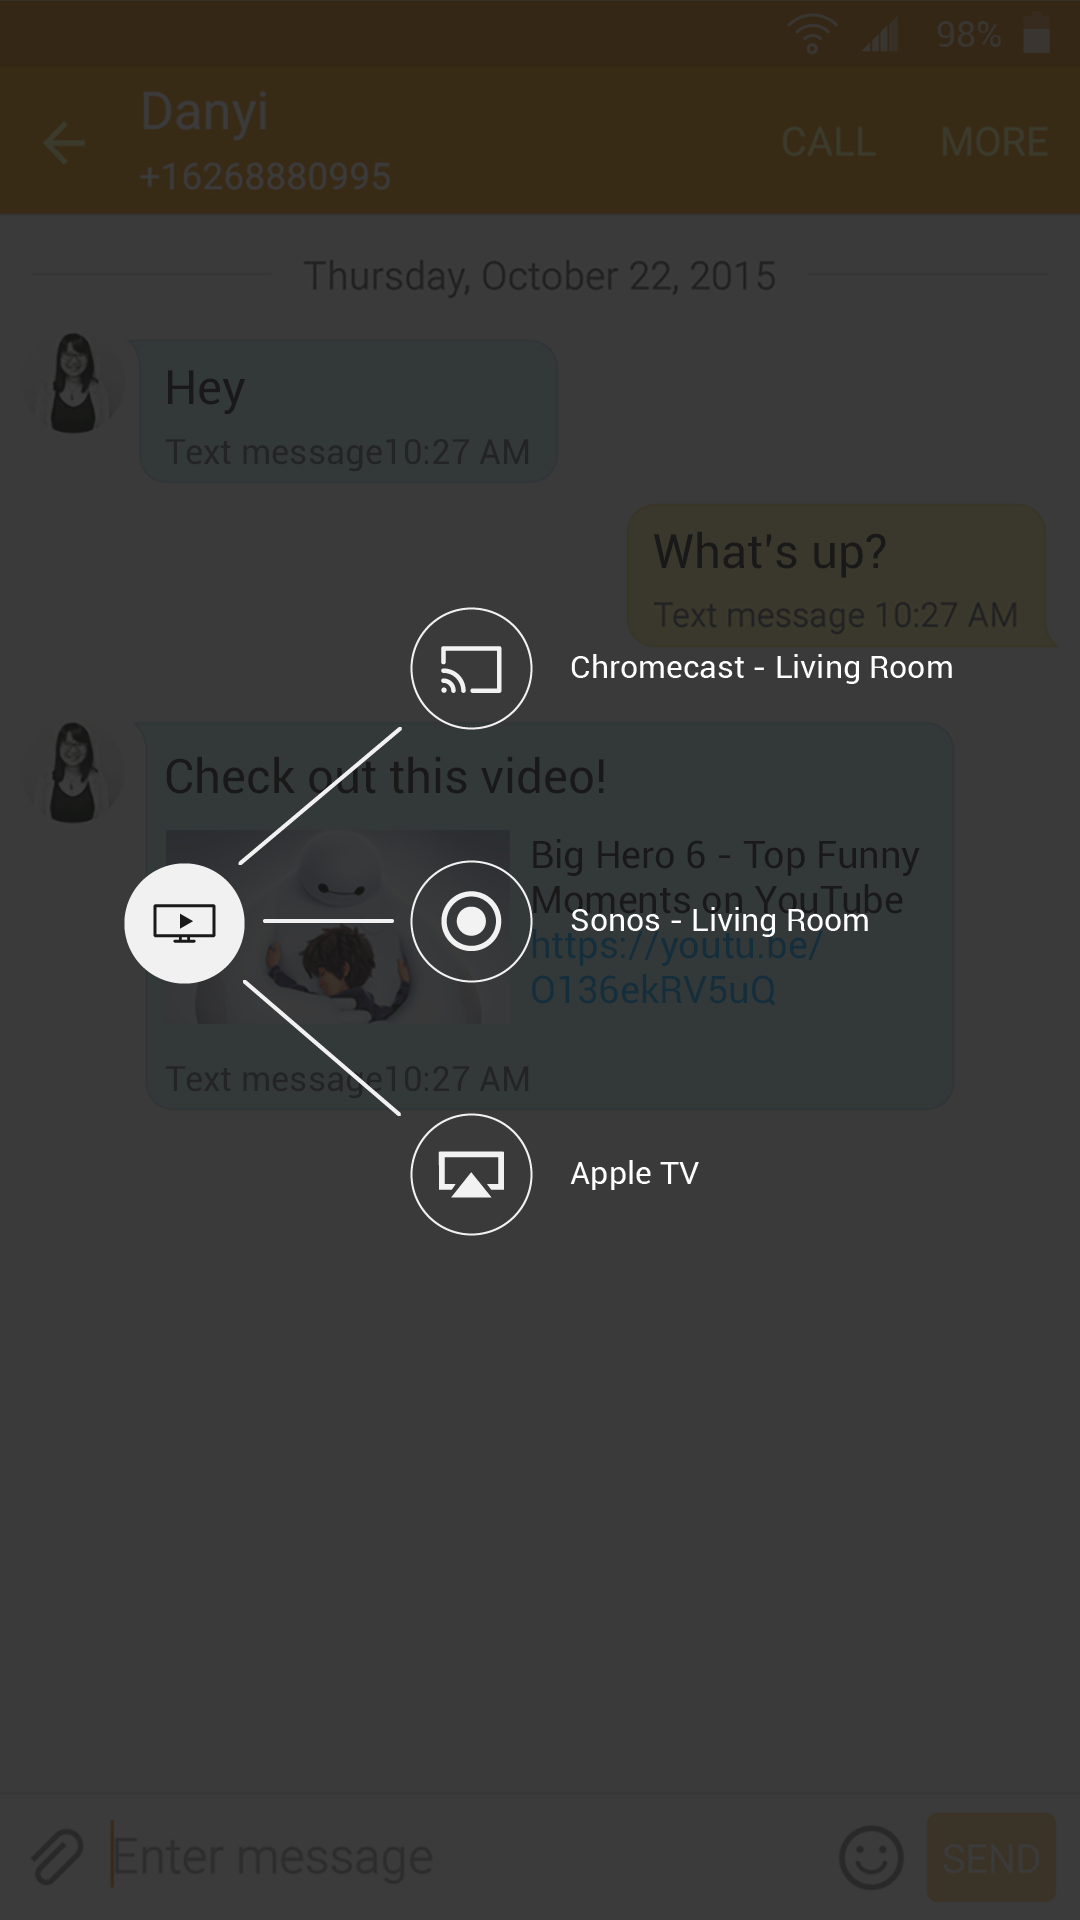 98%
Danyi
+16268880995
CALL
MORE
Thursday, October 22, 2015
Hey
Text message10:27 AM
What's up?
Text message 10:27 AM
Chromecast - Living Room
Check out this video!
Big Hero 6 - Top Funny
Moments on YouTube
Sonos - Living Room
https://youtu.be/
O136ekRV5uQ
Text message10:27 AM
Apple TV
Enter message
SEND